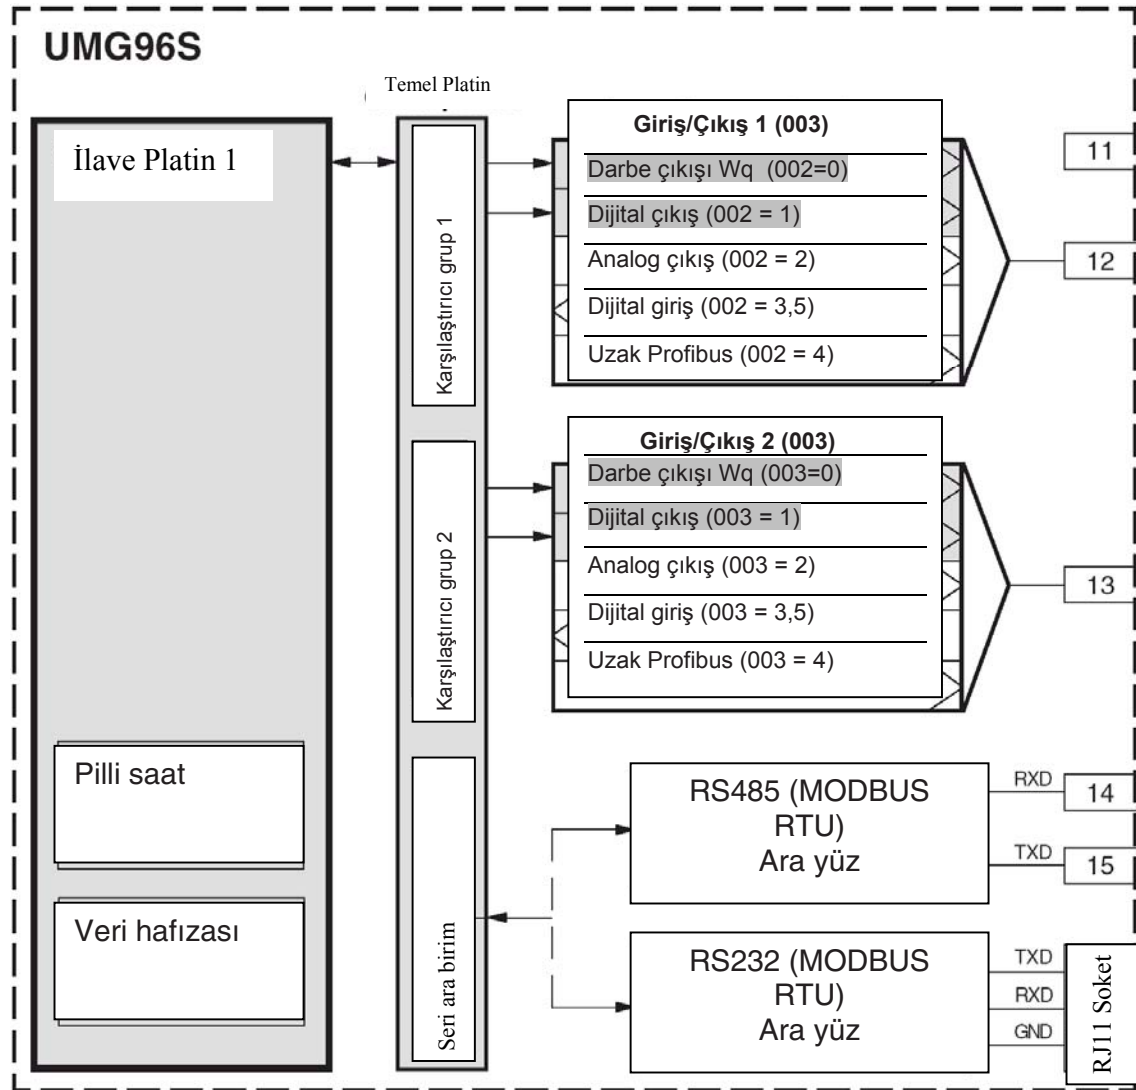 UMG96S
Temel Platin
İlave Platin 1
Pilli saat
Veri hafızası
Karşılaştırıcı grup 1
Karşılaştırıcı grup 2
Seri ara birim
Giriş/Çıkış 1 (003)
Darbe çıkışı Wq (002=0)
Dijital çıkış (002 = 1)
Analog çıkış (002 = 2)
Dijital giriş (002 = 3,5)
Uzak Profibus (002 = 4)
11
12
Giriş/Çıkış 2 (003)
Darbe çıkışı Wq (003=0)
Dijital çıkış (003 = 1)
Analog çıkış (003 = 2)
Dijital giriş (003 = 3,5)
Uzak Profibus (003 = 4)
13
RS485 (MODBUS
RTU)
Ara yüz
RXD
14
TXD
15
RS232 (MODBUS
RTU)
Ara yüz
TXD
RXD
GND
RJ11 Soket